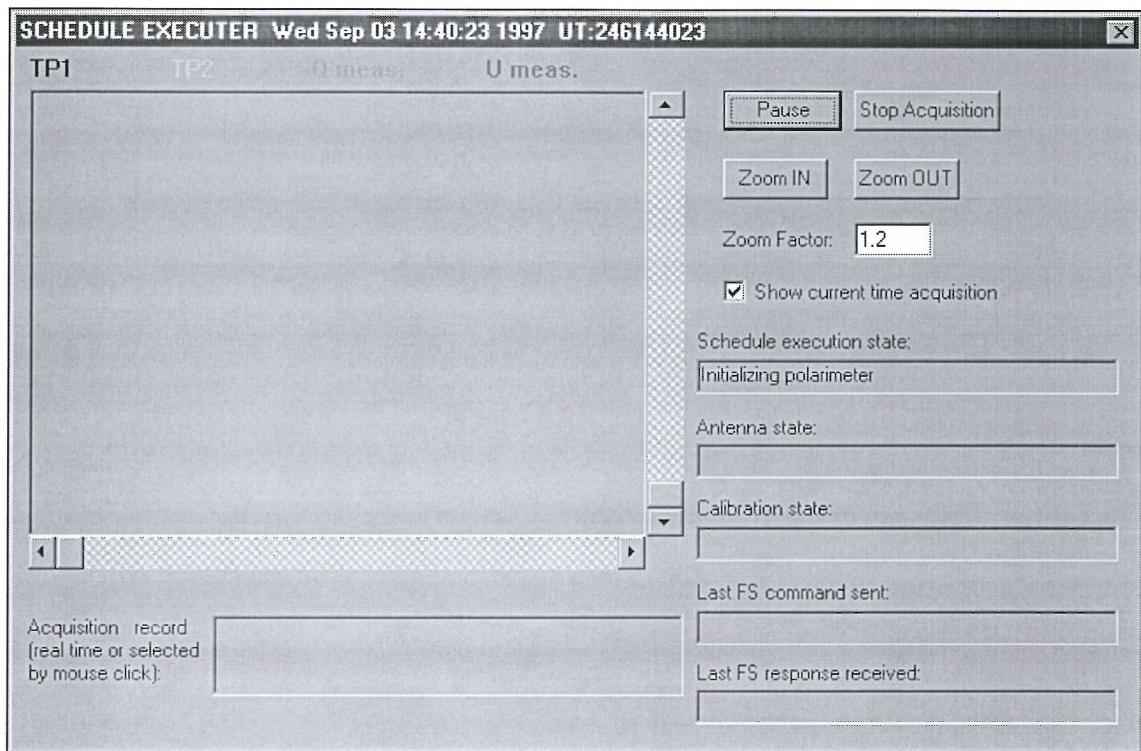 SCHEDULE EXECUTER Wed Sep 03 14:40:23 1997 UT:246144023
TP1 TP2 Q meas. U meas.
Pause Stop Acquisition
Zoom IN Zoom OUT
Zoom Factor: 1.2
Show current time acquisition
Schedule execution state:
Initializing polarimeter
Antenna state:
Calibration state:
Last FS command sent:
Acquisition record
(real time or selected
by mouse click):
Last FS response received: